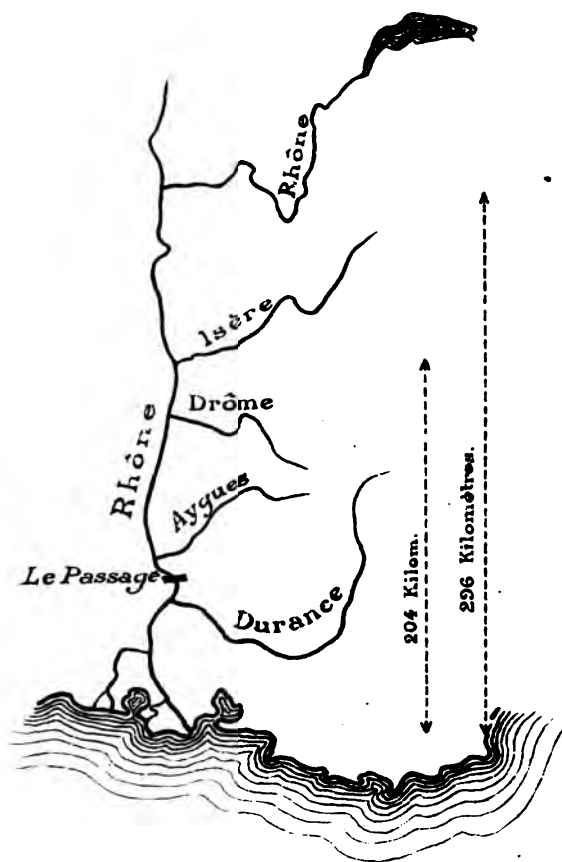 Rhône
Isère
Drôme
Rhône
Aygues
Le Passage
Durance
204 Kilom.
296 Kilomètres.